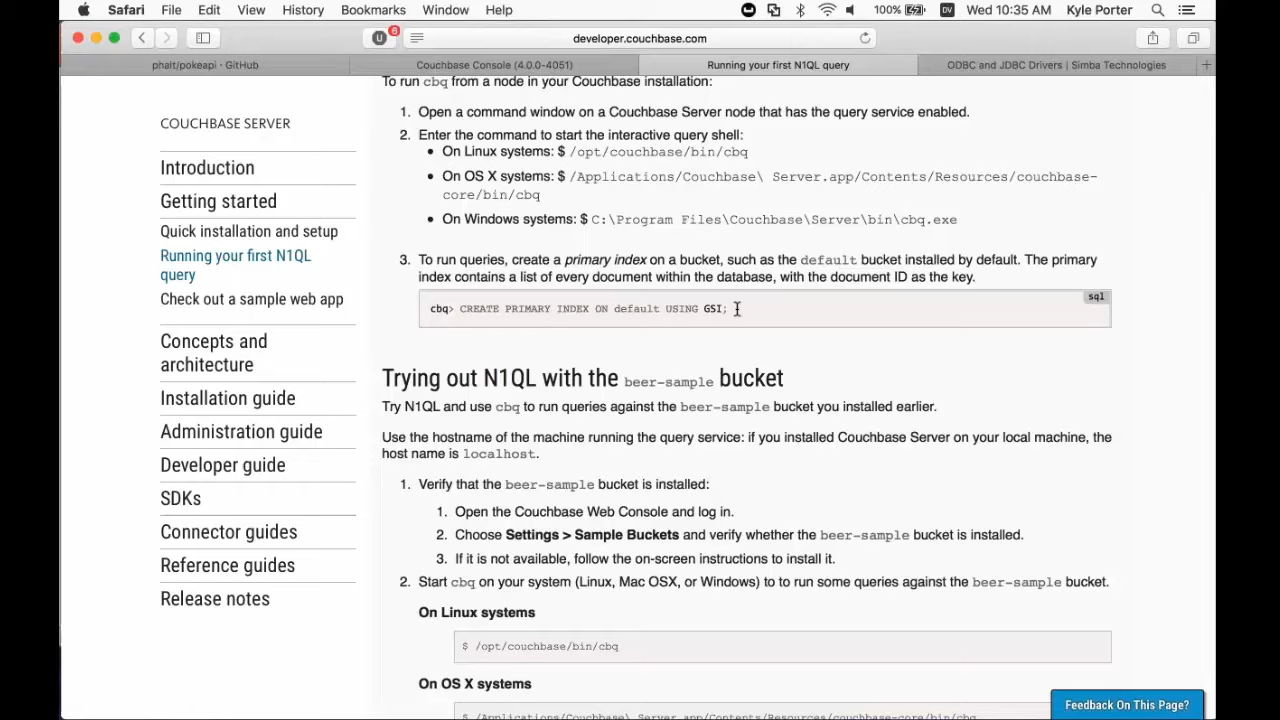 Safari File Edit View History Bookmarks Window Help 100% DV Wed 10:35 AM Kyle Porter
U 6 developer.couchbase.com
phalt/pokeapi · GitHub Couchbase Console (4.0.0-4051) Running your first N1QL query ODBC and JDBC Drivers | Simba Technologies +
COUCHBASE SERVER
Introduction
Getting started
Quick installation and setup
Running your first N1QL
query
Check out a sample web app
Concepts and
architecture
Installation guide
Administration guide
Developer guide
SDKs
Connector guides
Reference guides
Release notes
To run cbq from a node in your Couchbase installation:
1. Open a command window on a Couchbase Server node that has the query service enabled.
2. Enter the command to start the interactive query shell:
• On Linux systems: $ /opt/couchbase/bin/cbq
• On OS X systems: $ /Applications/Couchbase\ Server.app/Contents/Resources/couchbase-
core/bin/cbq
• On Windows systems: $ C:\Program Files\Couchbase\Server\bin\cbq.exe
3. To run queries, create a primary index on a bucket, such as the default bucket installed by default. The primary
index contains a list of every document within the database, with the document ID as the key.
sql
cbq> CREATE PRIMARY INDEX ON default USING GSI;
Trying out N1QL with the beer-sample bucket
Try N1QL and use cbq to run queries against the beer-sample bucket you installed earlier.
Use the hostname of the machine running the query service: if you installed Couchbase Server on your local machine, the
host name is localhost.
1. Verify that the beer-sample bucket is installed:
1. Open the Couchbase Web Console and log in.
2. Choose Settings > Sample Buckets and verify whether the beer-sample bucket is installed.
3. If it is not available, follow the on-screen instructions to install it.
2. Start cbq on your system (Linux, Mac OSX, or Windows) to to run some queries against the beer-sample bucket.
On Linux systems
$ /opt/couchbase/bin/cbq
On OS X systems
$ /Applications/Couchbase\ Server.app/Contents/Resources/couchbase-core/bin/cbq
Feedback On This Page?